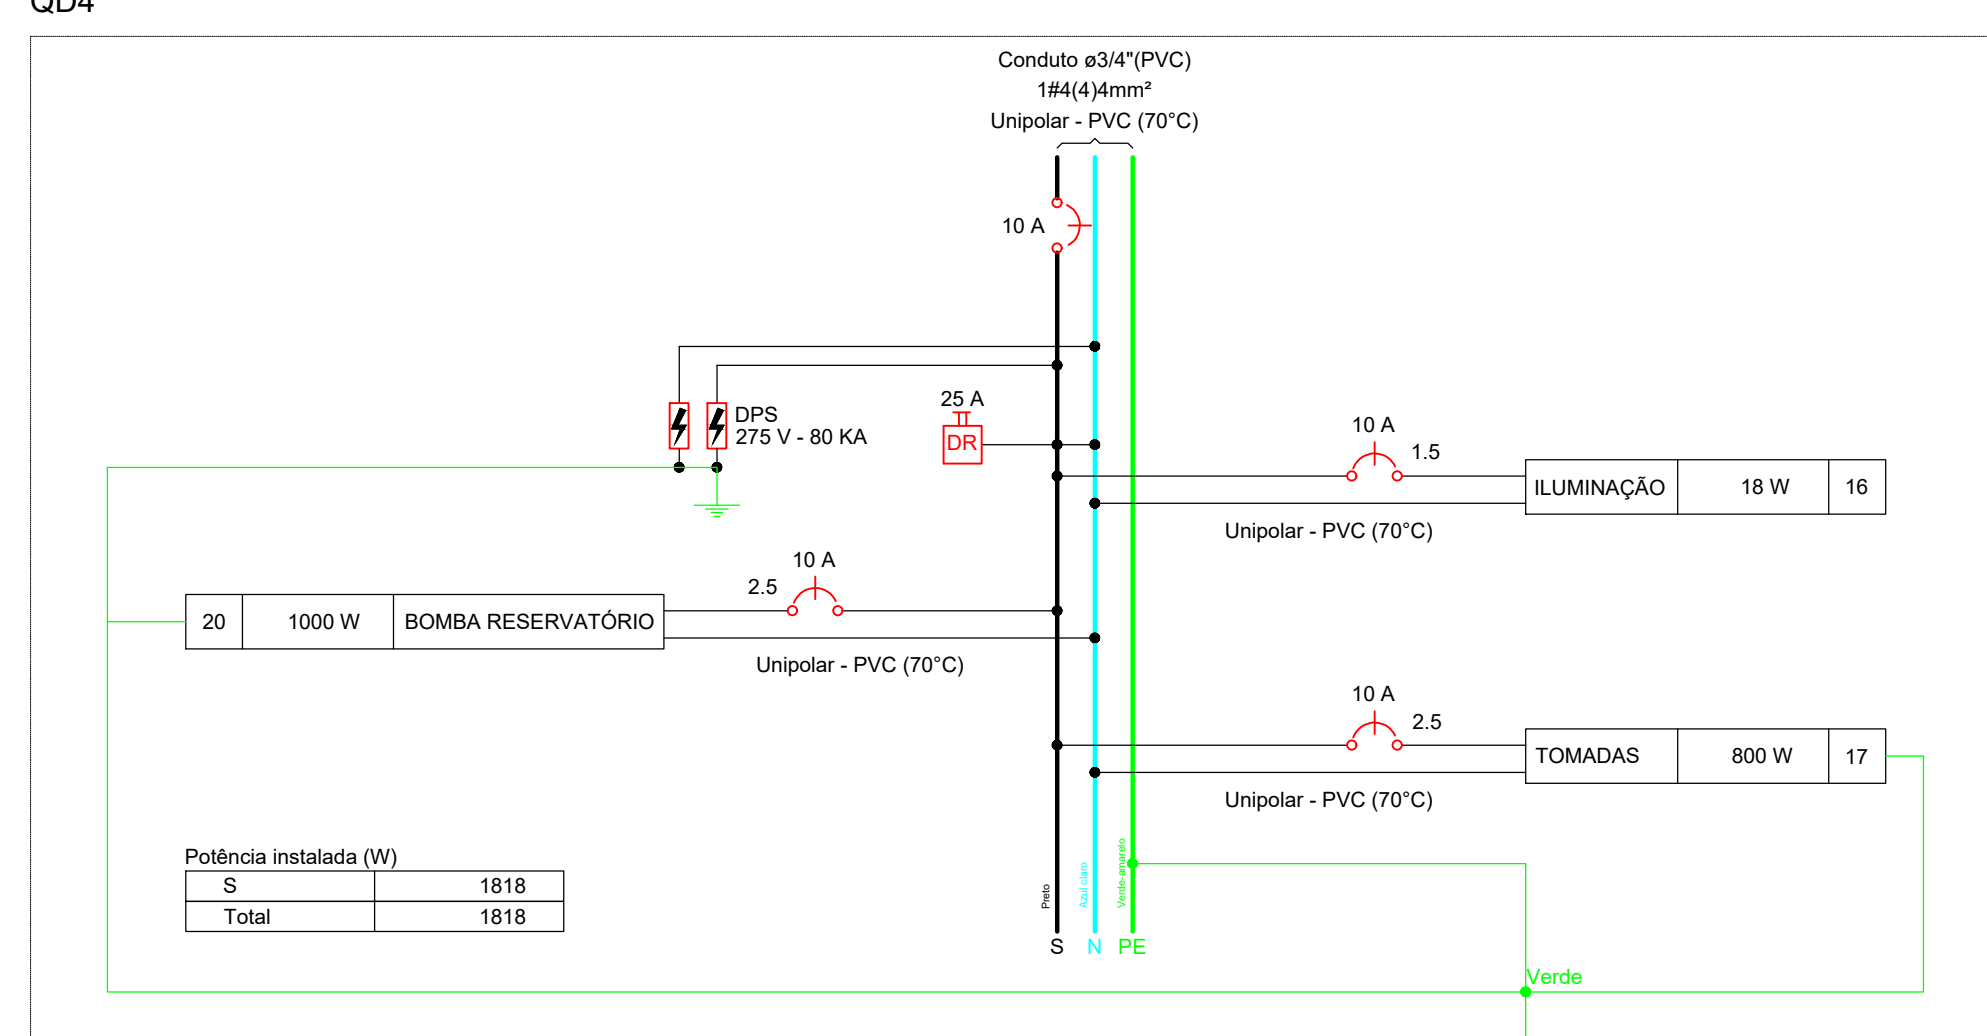 QD4
Conduto ø3/4"(PVC)
1#4(4)4mm²
Unipolar - PVC (70°C)
10 A
DPS
275 V - 80 KA
25 A
DR
10 A
1.5
ILUMINAÇÃO 18 W 16
Unipolar - PVC (70°C)
10 A
2.5
20 1000 W BOMBA RESERVATÓRIO
Unipolar - PVC (70°C)
10 A
2.5
TOMADAS 800 W 17
Unipolar - PVC (70°C)
Potência instalada (W)
S 1818
Total 1818
Preto
Azul claro
Verde-amarelo
S N PE
Verde